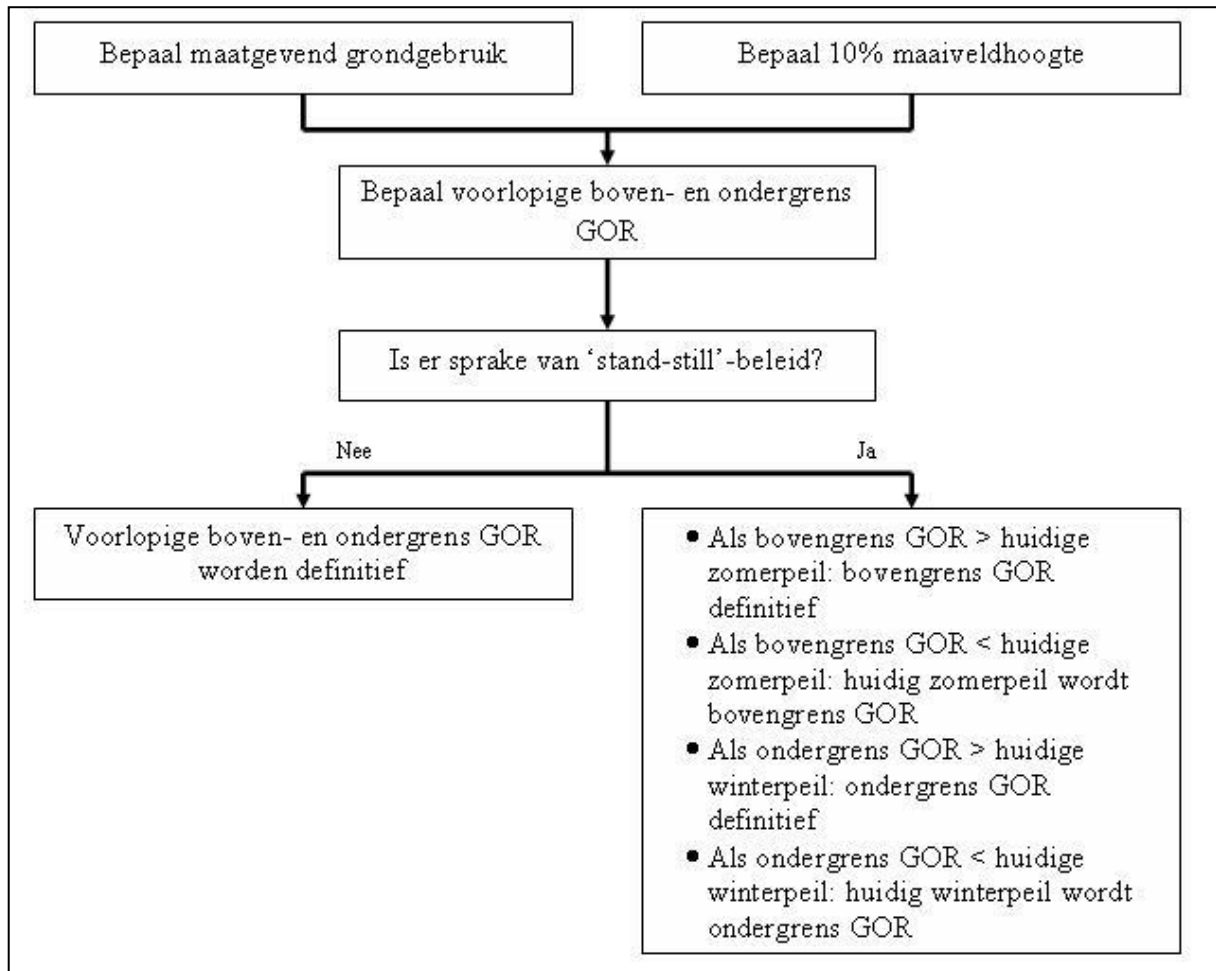 Bepaal maatgevend grondgebruik
Bepaal 10% maaiveldhoogte
Bepaal voorlopige boven- en ondergrens
GOR
Is er sprake van ‘stand-still’-beleid?
Nee
Ja
Voorlopige boven- en ondergrens GOR
worden definitief
• Als bovengrens GOR > huidige
zomerpeil: bovengrens GOR
definitief
• Als bovengrens GOR < huidige
zomerpeil: huidig zomerpeil wordt
bovengrens GOR
• Als ondergrens GOR > huidige
winterpeil: ondergrens GOR
definitief
• Als ondergrens GOR < huidige
winterpeil: huidig winterpeil wordt
ondergrens GOR